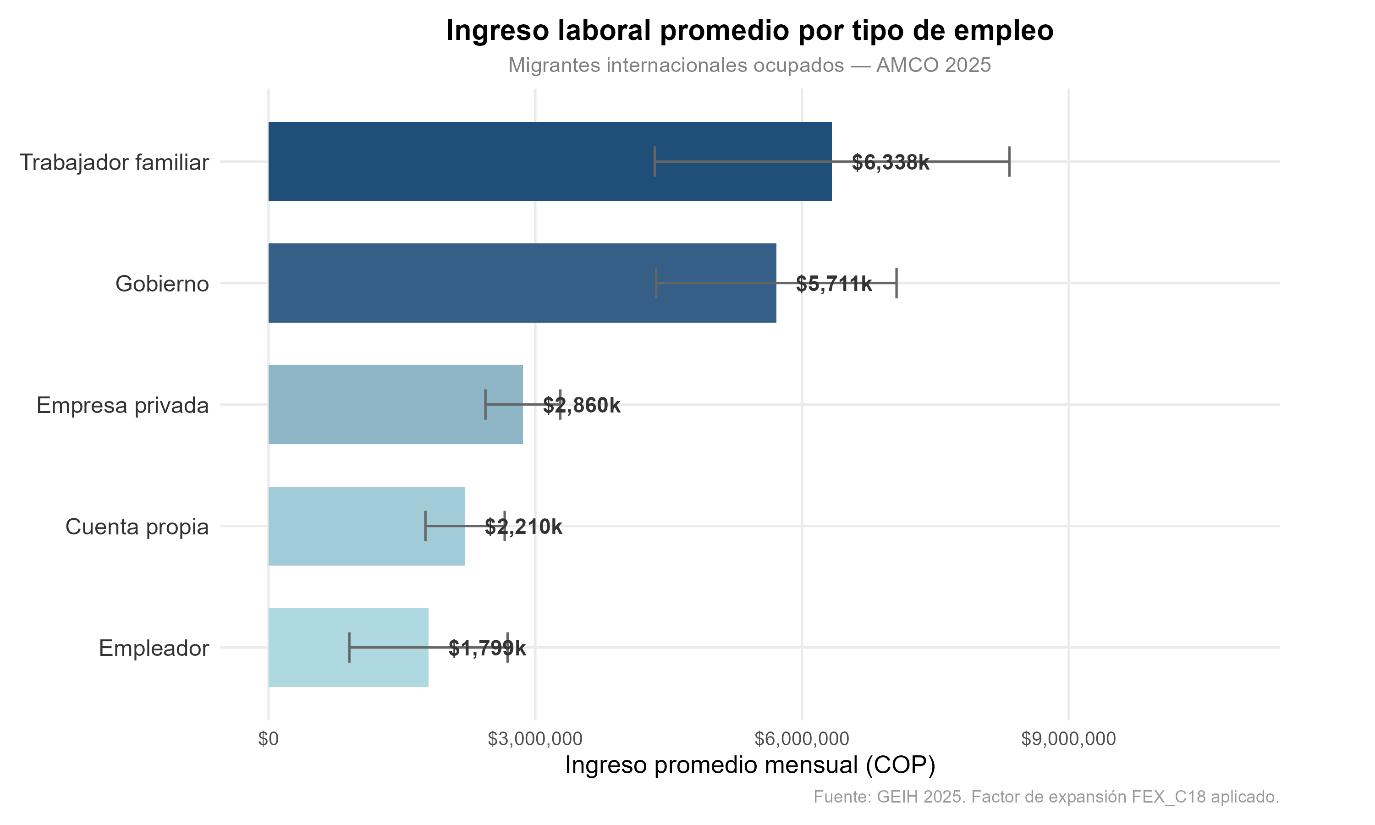 Ingreso laboral promedio por tipo de empleo
Migrantes internacionales ocupados — AMCO 2025
Trabajador familiar
$6,338k
Gobierno
$5,711k
Empresa privada
$2,860k
Cuenta propia
$2,210k
Empleador
$1,799k
$0
$3,000,000
$6,000,000
$9,000,000
Ingreso promedio mensual (COP)
Fuente: GEIH 2025. Factor de expansión FEX_C18 aplicado.